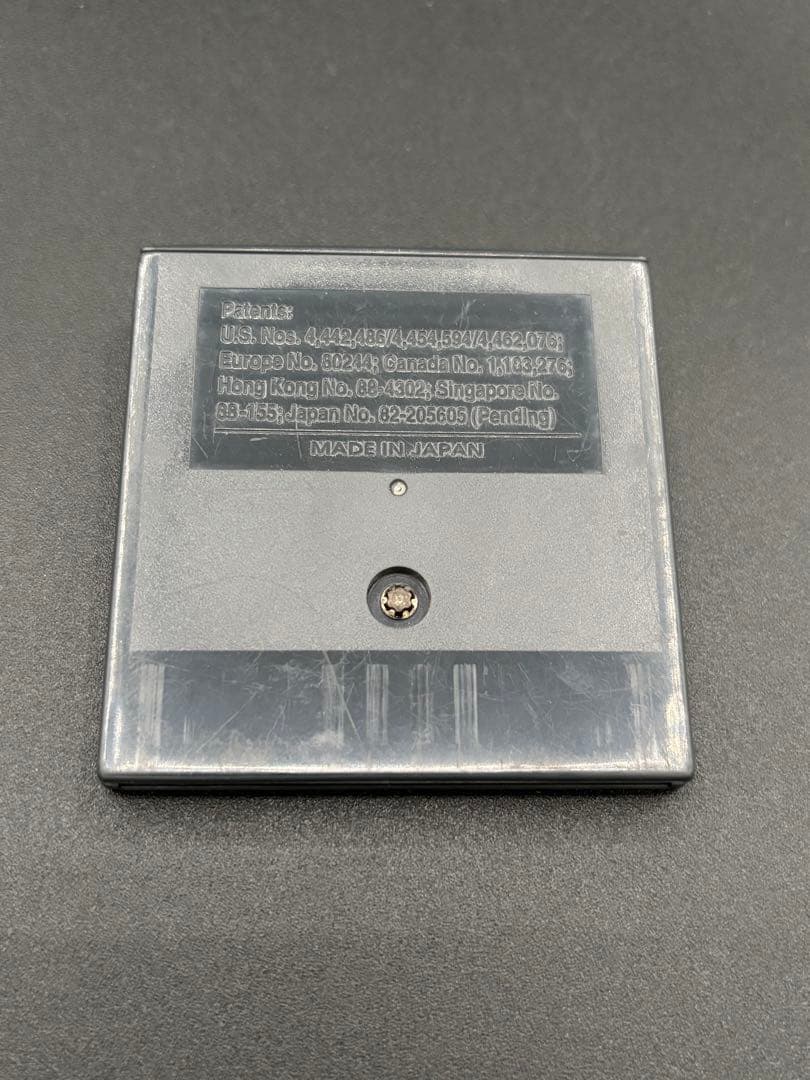 Patents:
U.S. Nos. 4,442,486/4,454,594/4,462,076;
Europe No. 80244; Canada No. 1,183,276;
Hong Kong No. 88-4302; Singapore No.
88-155; Japan No. 82-205605 (Pending)
MADE IN JAPAN